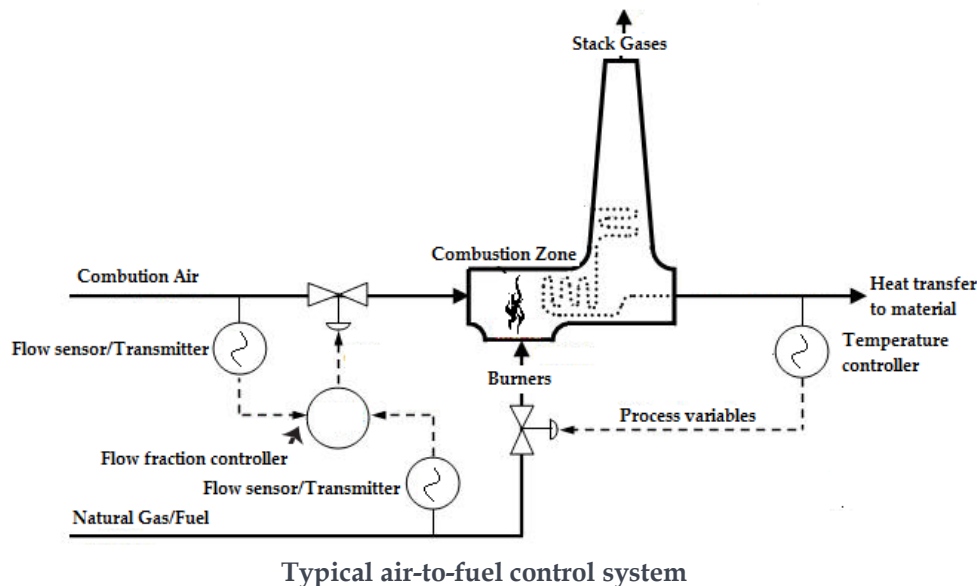 Stack Gases
Combustion Zone
Combution Air
Heat transfer
to material
Flow sensor/Transmitter
Temperature
controller
Burners
Process variables
Flow fraction controller
Flow sensor/Transmitter
Natural Gas/Fuel
Typical air-to-fuel control system